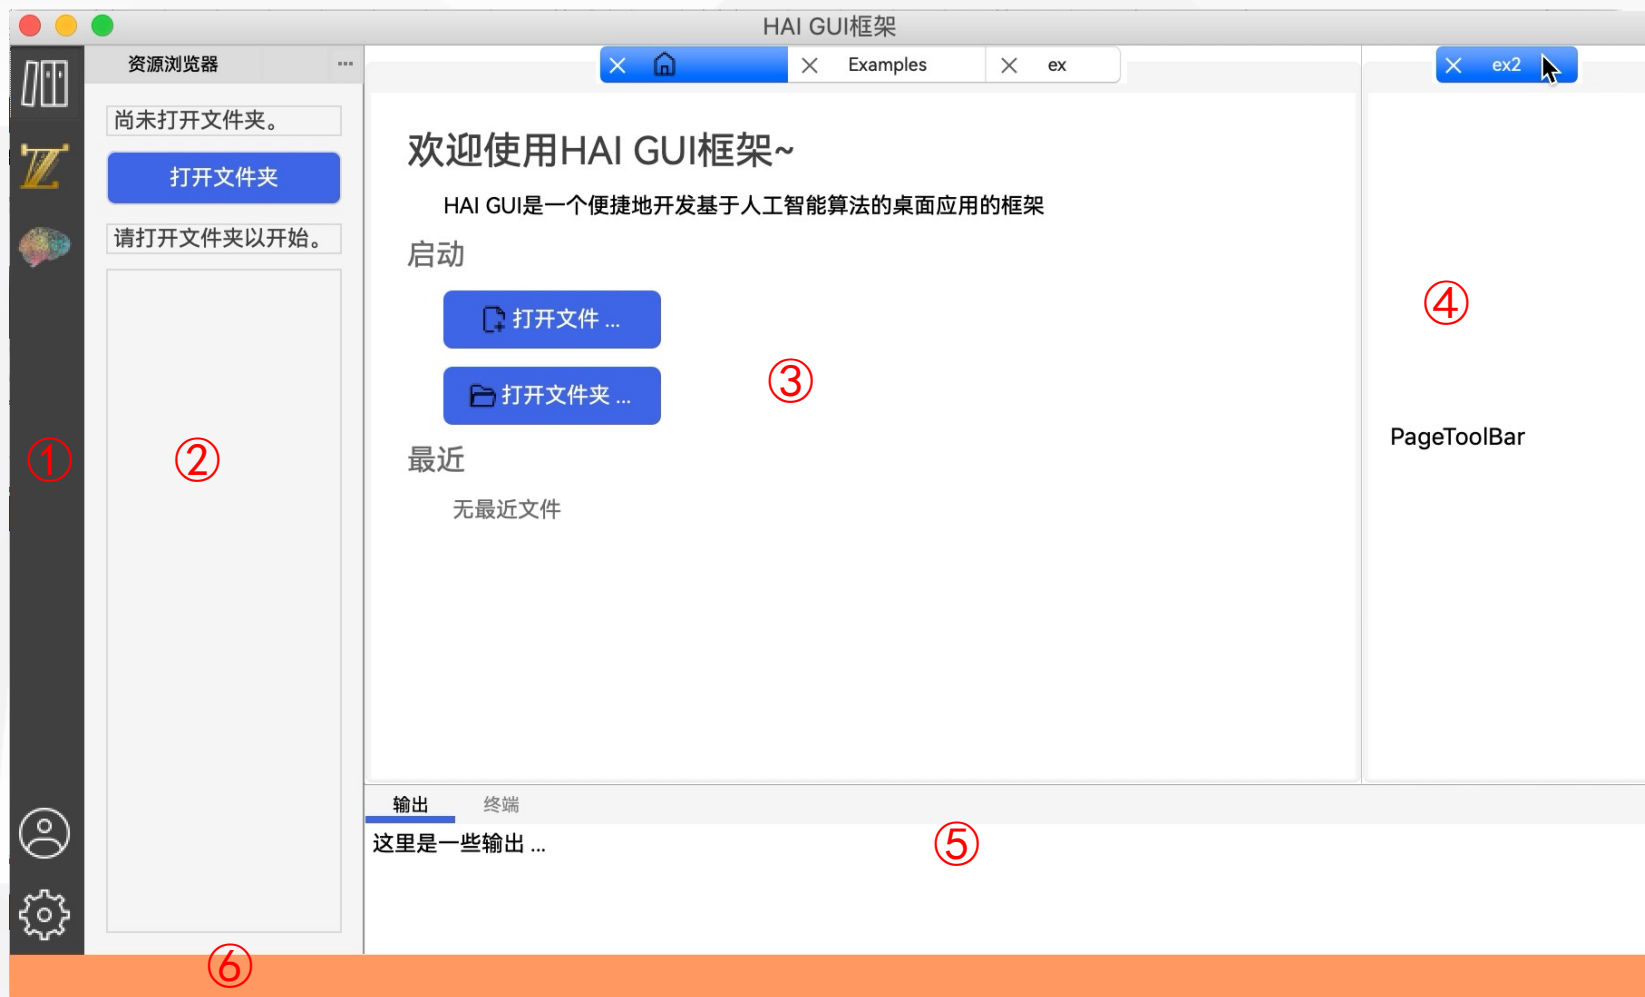 HAI GUI框架
资源浏览器 ...
尚未打开文件夹。
打开文件夹
请打开文件夹以开始。
①
②
Examples
ex
欢迎使用HAI GUI框架~
HAI GUI是一个便捷地开发基于人工智能算法的桌面应用的框架
启动
打开文件 ...
打开文件夹 ...
③
最近
无最近文件
ex2
④
PageToolBar
输出 终端
这里是一些输出 ...
⑤
⑥